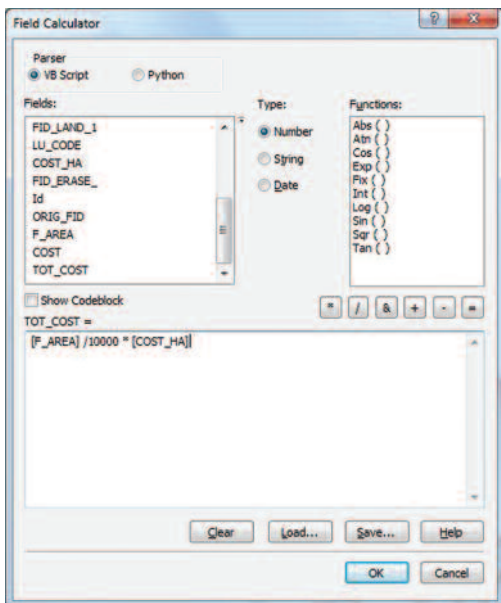 Field Calculator
Parser
VB Script Python
Fields:
Type:
Functions:
FID_LAND_1
LU_CODE
COST_HA
FID_ERASE_
Id
ORIG_FID
F_AREA
COST
TOT_COST
Number
String
Date
Abs ( )
Atn ( )
Cos ( )
Exp ( )
Fix ( )
Int ( )
Log ( )
Sin ( )
Sqr ( )
Tan ( )
Show Codeblock
* / & + - =
TOT_COST =
[F_AREA] /10000 * [COST_HA]
Clear Load... Save... Help
OK Cancel